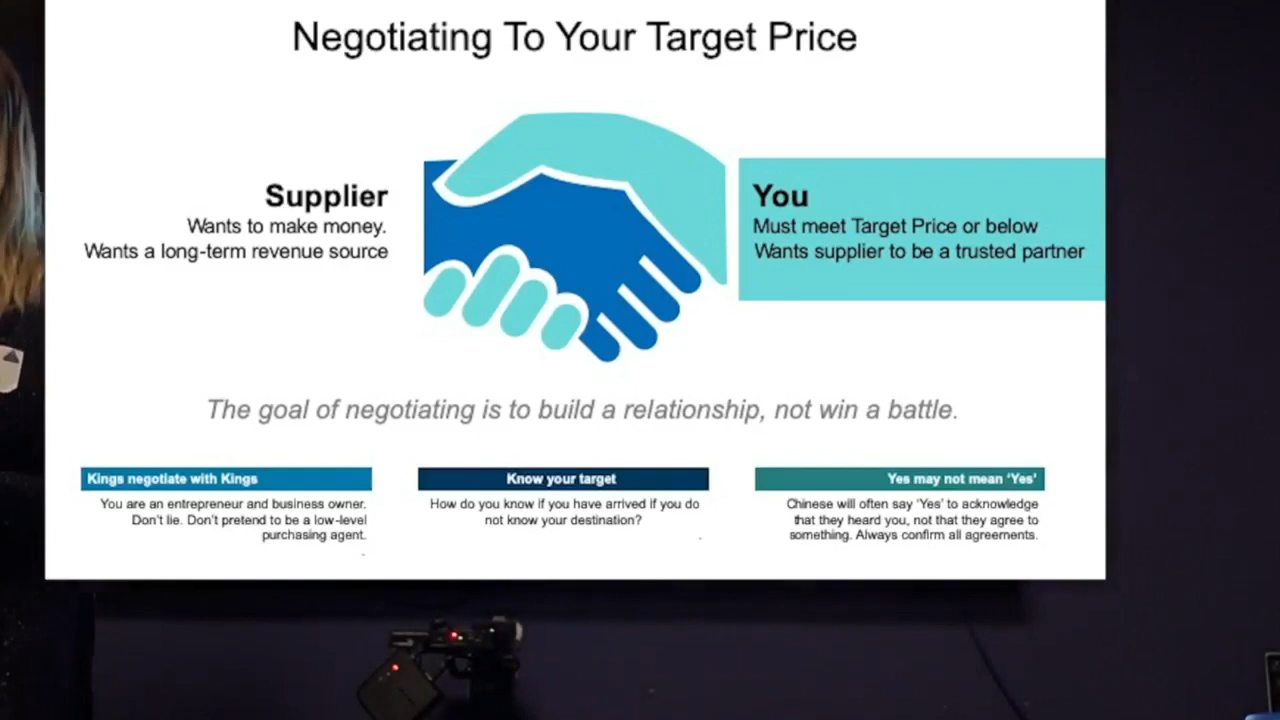 Negotiating To Your Target Price
Supplier
Wants to make money.
Wants a long-term revenue source
You
Must meet Target Price or below
Wants supplier to be a trusted partner
The goal of negotiating is to build a relationship, not win a battle.
Kings negotiate with Kings
You are an entrepreneur and business owner.
Don't lie. Don't pretend to be a low-level
purchasing agent.
.
Know your target
How do you know if you have arrived if you do
not know your destination?
.
Yes may not mean ‘Yes’
Chinese will often say ‘Yes’ to acknowledge
that they heard you, not that they agree to
something. Always confirm all agreements.